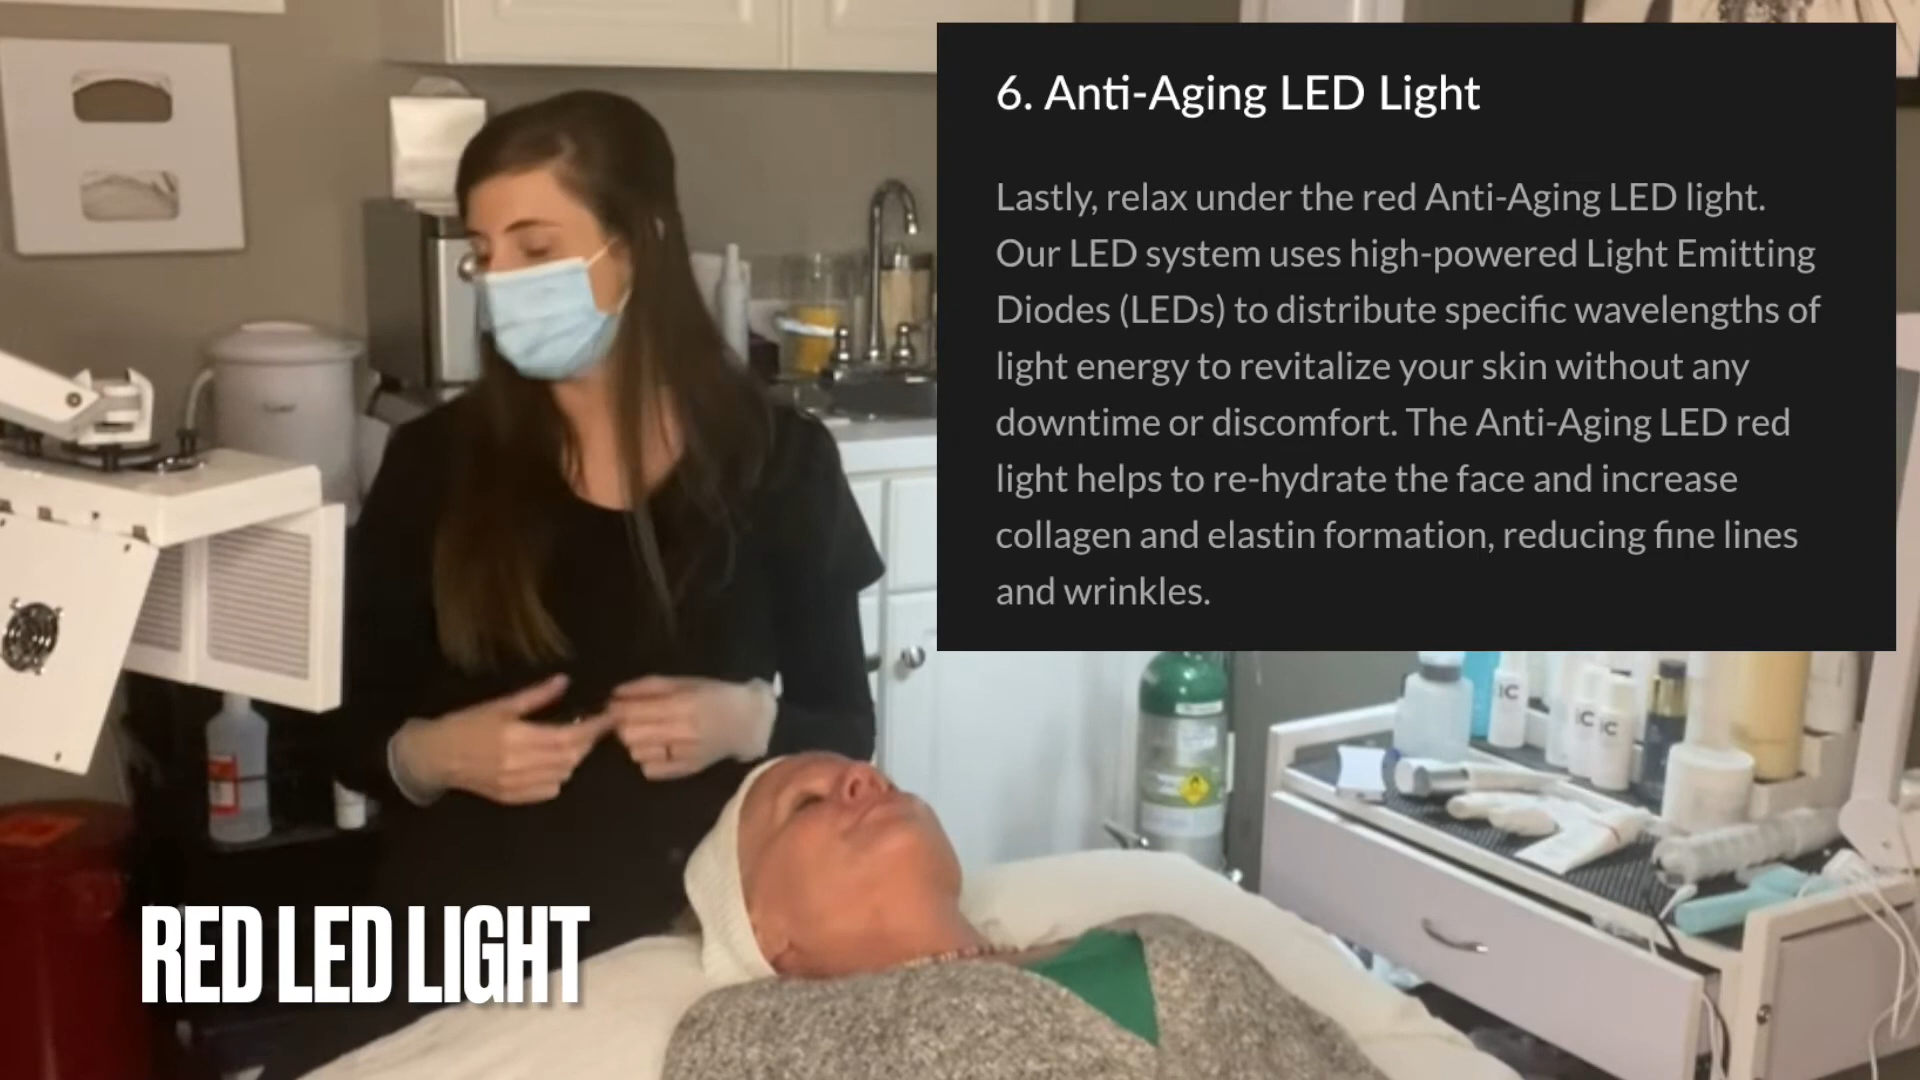 6. Anti-Aging LED Light
Lastly, relax under the red Anti-Aging LED light.
Our LED system uses high-powered Light Emitting
Diodes (LEDs) to distribute specific wavelengths of
light energy to revitalize your skin without any
downtime or discomfort. The Anti-Aging LED red
light helps to re-hydrate the face and increase
collagen and elastin formation, reducing fine lines
and wrinkles.
RED LED LIGHT